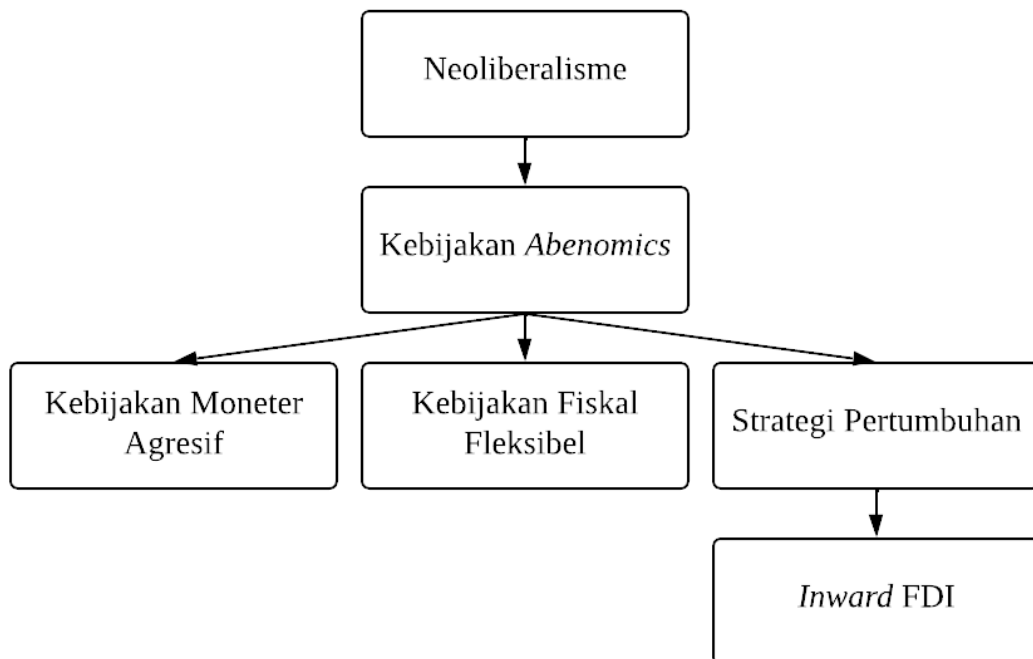 Neoliberalisme
Kebijakan Abenomics
Kebijakan Moneter
Agresif
Kebijakan Fiskal
Fleksibel
Strategi Pertumbuhan
Inward FDI